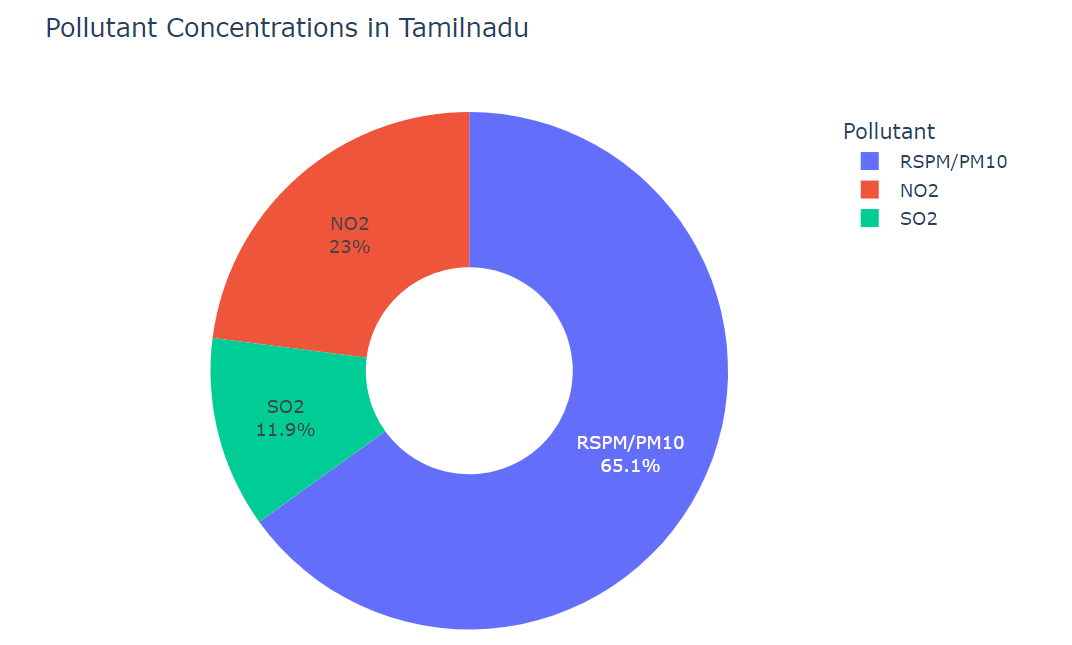 Pollutant Concentrations in Tamilnadu
Pollutant
RSPM/PM10
NO2
SO2
NO2
23%
SO2
11.9%
RSPM/PM10
65.1%